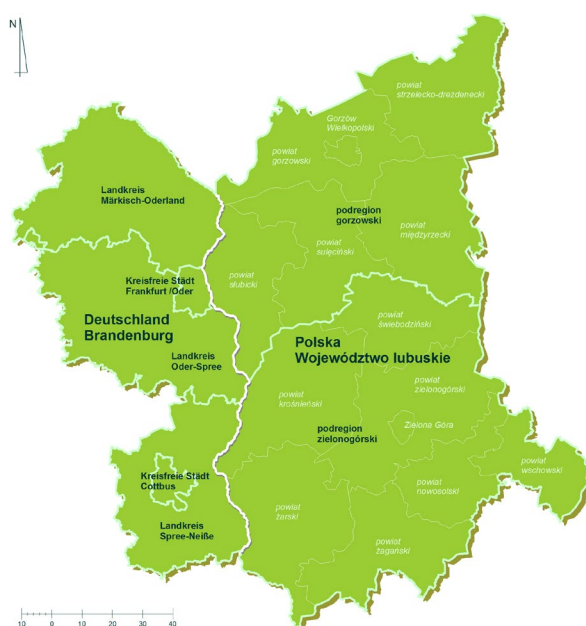 N
powiat
strzelecko-drezdenecki
Gorzów
Wielkopolski
powiat
gorzowski
Landkreis
Märkisch-Oderland
podregion
gorzowski
powiat
międzyrzecki
powiat
sulęciński
powiat
słubicki
Kreisfreie Städt
Frankfurt /Oder
Deutschland
Brandenburg
powiat
świebodziński
Polska
Województwo lubuskie
Landkreis
Oder-Spree
powiat
krośnieński
powiat
zielonogórski
podregion
zielonogórski
Zielona Góra
powiat
wschowski
Kreisfreie Städt
Cottbus
powiat
nowosolski
powiat
żarski
Landkreis
Spree-Neiße
powiat
żagański
10 0 10 20 30 40